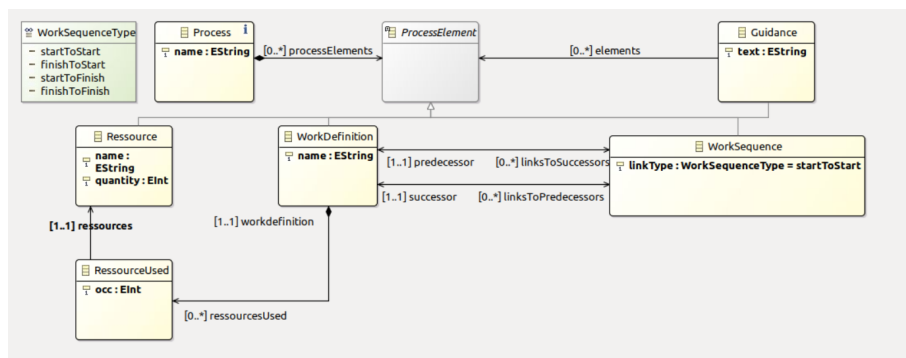 WorkSequenceType
startToStart
finishToStart
startToFinish
finishToFinish
Process
name : EString
[0..*] processElements
ProcessElement
[0..*] elements
Guidance
text : EString
Ressource
name :
EString
quantity : EInt
WorkDefinition
name : EString
[1..1] predecessor
[0..*] linksToSuccessors
[1..1] successor
[0..*] linksToPredecessors
WorkSequence
linkType : WorkSequenceType = startToStart
[1..1] ressources
[1..1] workdefinition
RessourceUsed
occ : EInt
[0..*] ressourcesUsed